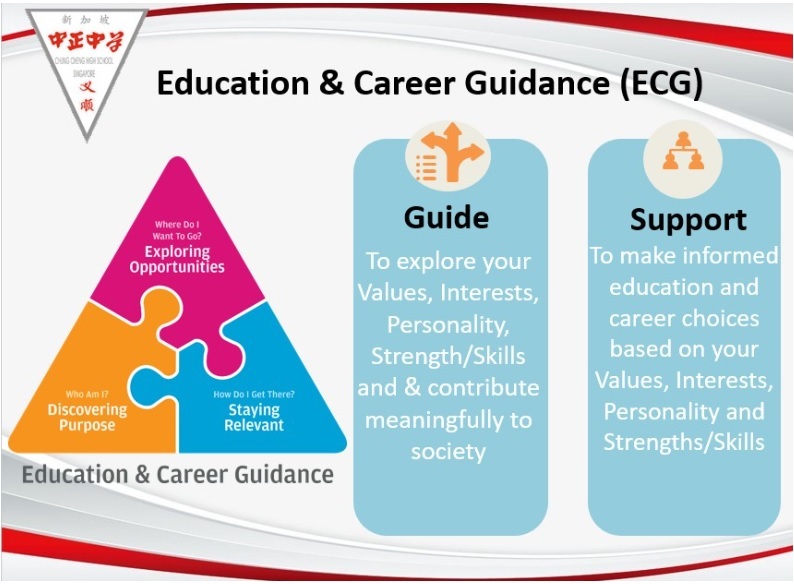 新加坡
中正中学
CHUNG CHENG HIGH SCHOOL
SINGAPORE
义
顺
Education & Career Guidance (ECG)
Where Do I
Want To Go?
Exploring
Opportunities
Who Am I?
Discovering
Purpose
How Do I Get There?
Staying
Relevant
Education & Career Guidance
Guide
To explore your
Values, Interests,
Personality,
Strength/Skills
and & contribute
meaningfully to
society
Support
To make informed
education and
career choices
based on your
Values, Interests,
Personality and
Strengths/Skills